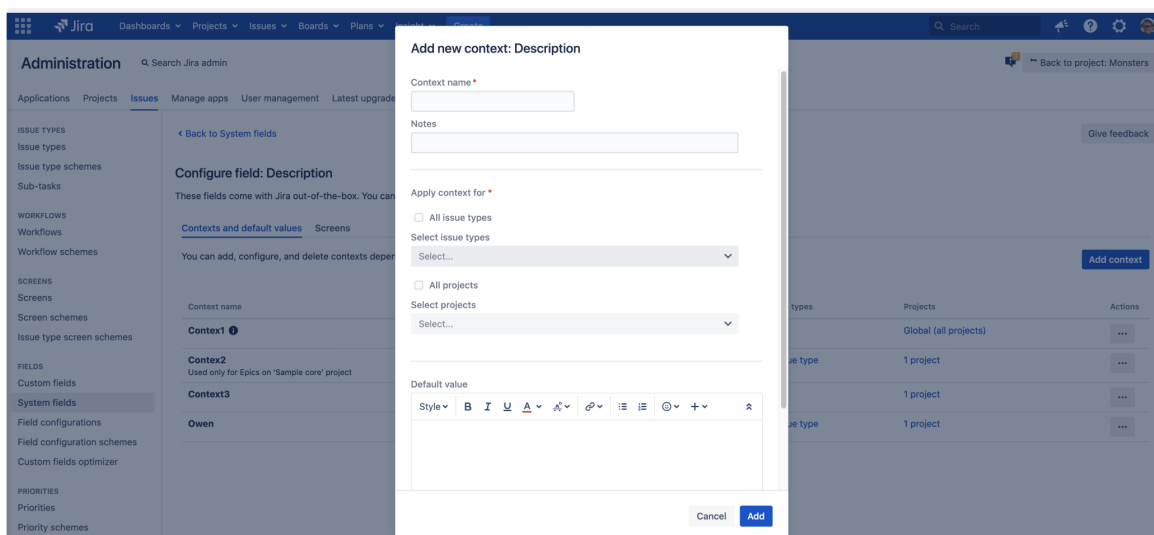 Jira
Dashboards
Projects
Issues
Boards
Plans
Search
Administration
Search Jira admin
Back to project: Monsters
Applications
Projects
Issues
Manage apps
User management
Latest upgrade
ISSUE TYPES
Issue types
Issue type schemes
Sub-tasks
WORKFLOWS
Workflows
Workflow schemes
SCREENS
Screens
Screen schemes
Issue type screen schemes
FIELDS
Custom fields
System fields
Field configurations
Field configuration schemes
Custom fields optimizer
PRIORITIES
Priorities
Priority schemes
Back to System fields
Give feedback
Configure field: Description
These fields come with Jira out-of-the-box. You can
Contexts and default values
Screens
You can add, configure, and delete contexts depen
Add context
Context name
types
Projects
Actions
Contex1
Global (all projects)
Contex2
Used only for Epics on 'Sample core' project
ue type
1 project
Context3
1 project
Owen
ue type
1 project
Add new context: Description
Context name *
Notes
Apply context for *
All issue types
Select issue types
Select...
All projects
Select projects
Select...
Default value
Style
B I U A
Cancel
Add